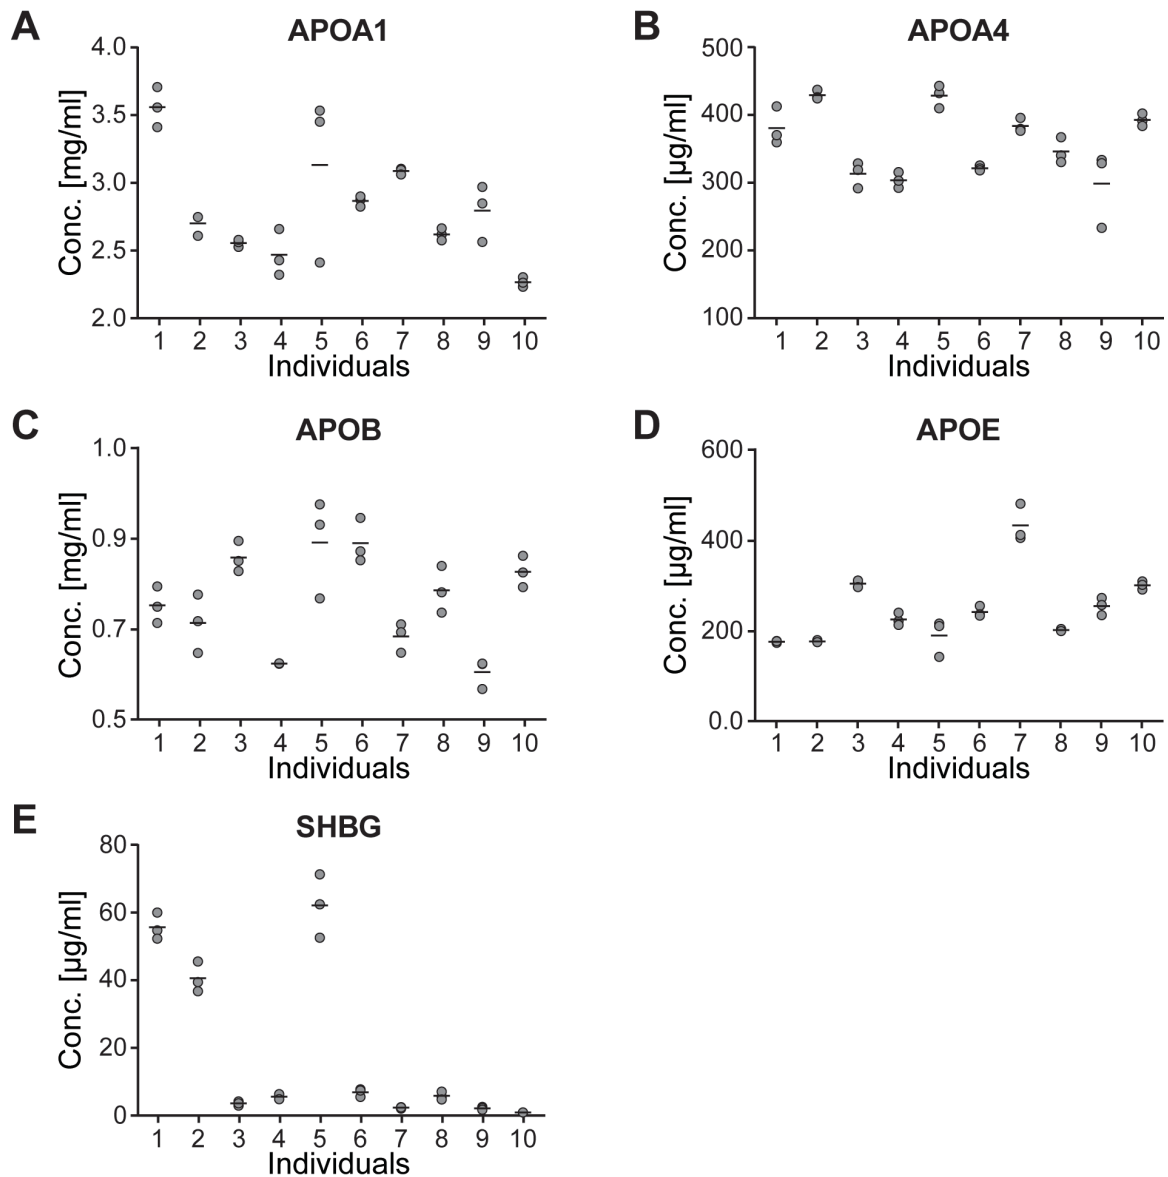 A
APOA1
Conc. [mg/ml]
4.0
3.5
3.0
2.5
2.0
1 2 3 4 5 6 7 8 9 10
Individuals
B
APOA4
Conc. [µg/ml]
500
400
300
200
100
1 2 3 4 5 6 7 8 9 10
Individuals
C
APOB
Conc. [mg/ml]
1.0
0.9
0.7
0.5
1 2 3 4 5 6 7 8 9 10
Individuals
D
APOE
Conc. [µg/ml]
600
400
200
0.0
1 2 3 4 5 6 7 8 9 10
Individuals
E
SHBG
Conc. [µg/ml]
80
60
40
20
0
1 2 3 4 5 6 7 8 9 10
Individuals